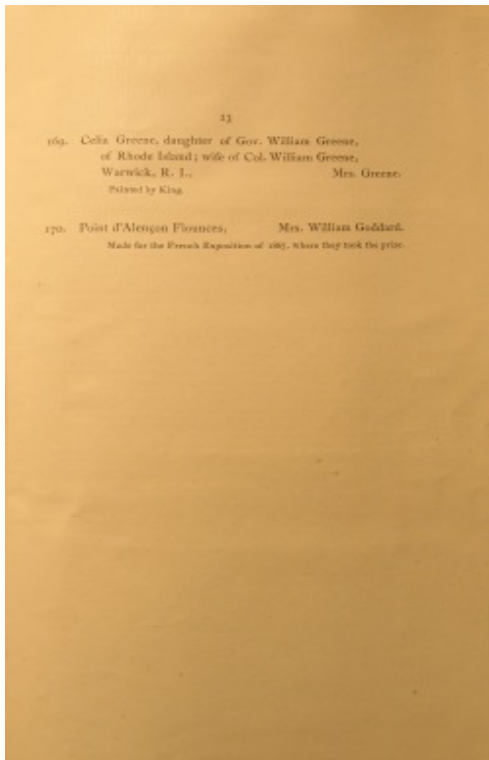 23
169. Celia Greene, daughter of Gov. William Greene,
of Rhode Island; wife of Col. William Greene,
Warwick, R. I., Mrs. Greene.
Painted by King.
170. Point d'Alençon Flounces, Mrs. William Goddard.
Made for the French Exposition of 1867, where they took the prize.